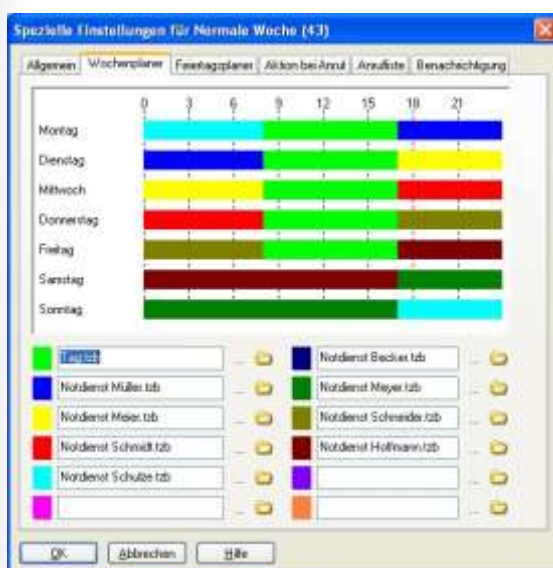 Spezielle Einstellungen für Normale Woche (43)
Allgemein Wochenplaner Feiertagsplaner Aktion bei Anruf Anrufliste Benachrichtigung
0 3 6 9 12 15 18 21
Montag
Dienstag
Mittwoch
Donnerstag
Freitag
Samstag
Sonntag
Tag.tzb ... Notdienst Becker.tzb ...
Notdienst Müller.tzb ... Notdienst Meyer.tzb ...
Notdienst Meier.tzb ... Notdienst Schneider.tzb ...
Notdienst Schmidt.tzb ... Notdienst Hoffmann.tzb ...
Notdienst Schulze.tzb ... ...
... ...
OK Abbrechen Hilfe